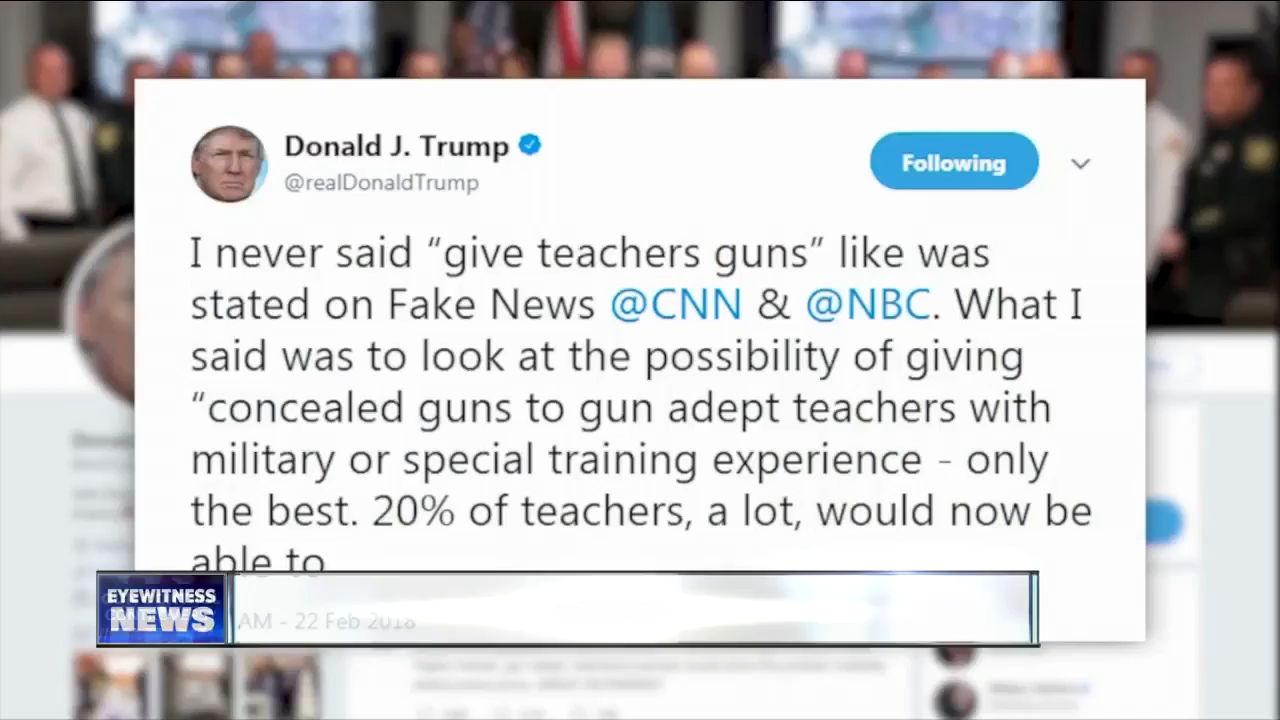 Donald J. Trump
@realDonaldTrump
Following
I never said “give teachers guns” like was
stated on Fake News @CNN & @NBC. What I
said was to look at the possibility of giving
“concealed guns to gun adept teachers with
military or special training experience - only
the best. 20% of teachers, a lot, would now be
able to
EYEWITNESS
NEWS
AM - 22 Feb 2018